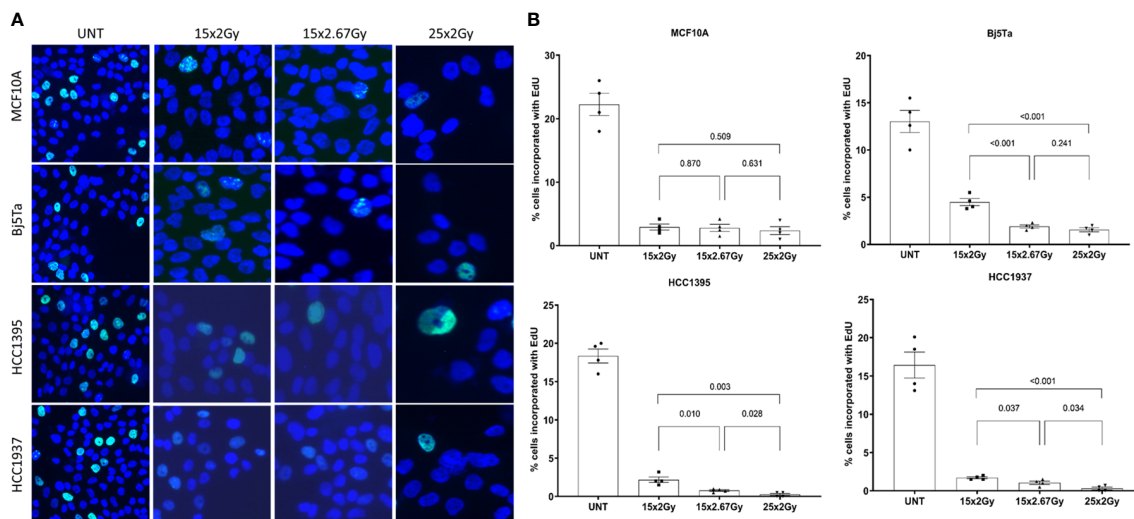 A
UNT 15x2Gy 15x2.67Gy 25x2Gy
MCF10A
Bj5Ta
HCC1395
HCC1937
B
MCF10A
% cells incorporated with EdU
30
20
10
0
0.509
0.870 0.631
UNT 15x2Gy 15x2.67Gy 25x2Gy
Bj5Ta
% cells incorporated with EdU
20
15
10
5
0
<0.001
<0.001 0.241
UNT 15x2Gy 15x2.67Gy 25x2Gy
HCC1395
% cells incorporated with EdU
25
20
15
10
5
0
0.003
0.010 0.028
UNT 15x2Gy 15x2.67Gy 25x2Gy
HCC1937
% cells incorporated with EdU
25
20
15
10
5
0
<0.001
0.037 0.034
UNT 15x2Gy 15x2.67Gy 25x2Gy